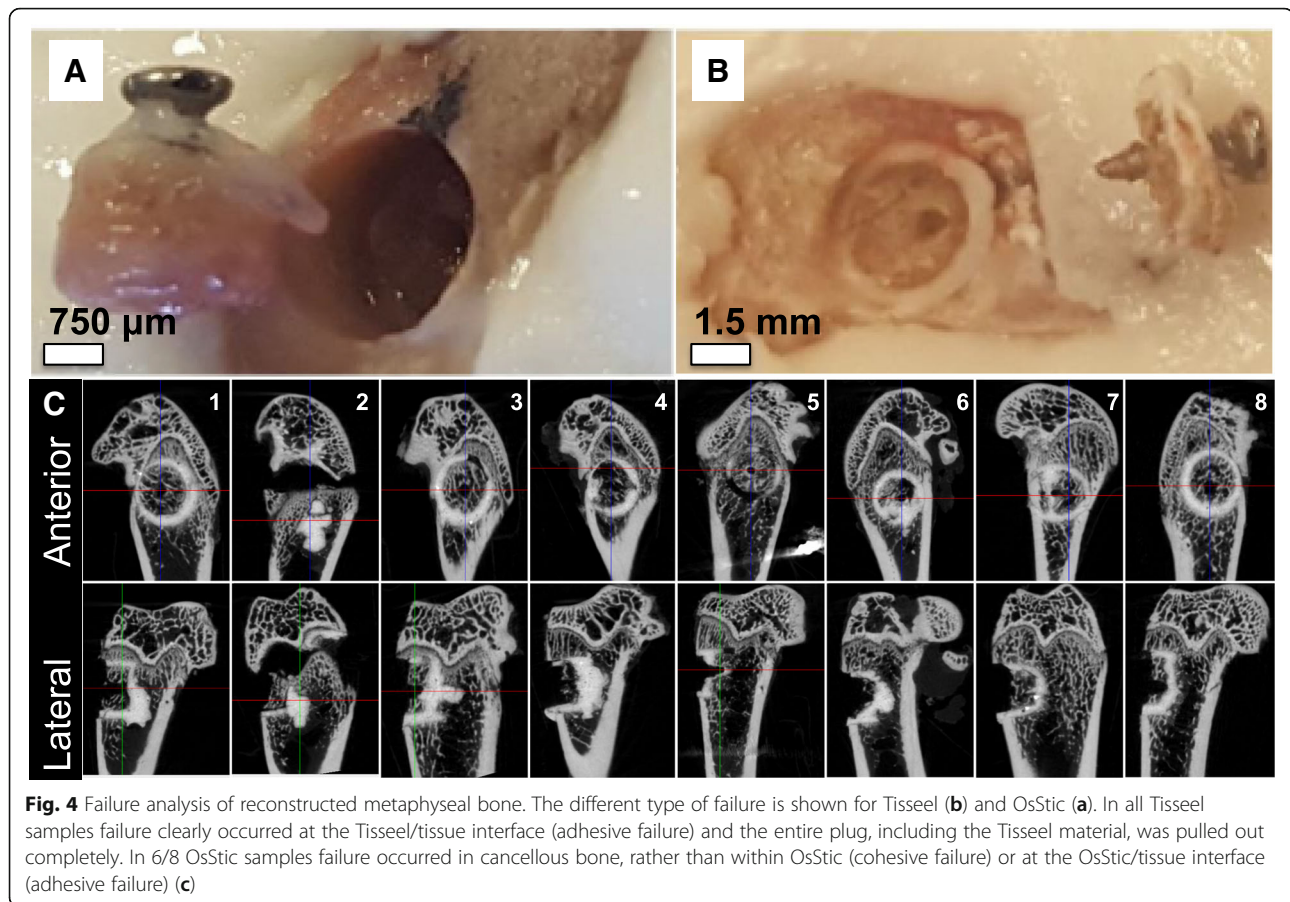 A
B
750 µm
1.5 mm
C
Anterior
1
2
3
4
5
6
7
8
Lateral
Fig. 4 Failure analysis of reconstructed metaphyseal bone. The different type of failure is shown for Tisseel (b) and OsStic (a). In all Tisseel
samples failure clearly occurred at the Tisseel/tissue interface (adhesive failure) and the entire plug, including the Tisseel material, was pulled out
completely. In 6/8 OsStic samples failure occurred in cancellous bone, rather than within OsStic (cohesive failure) or at the OsStic/tissue interface
(adhesive failure) (c)